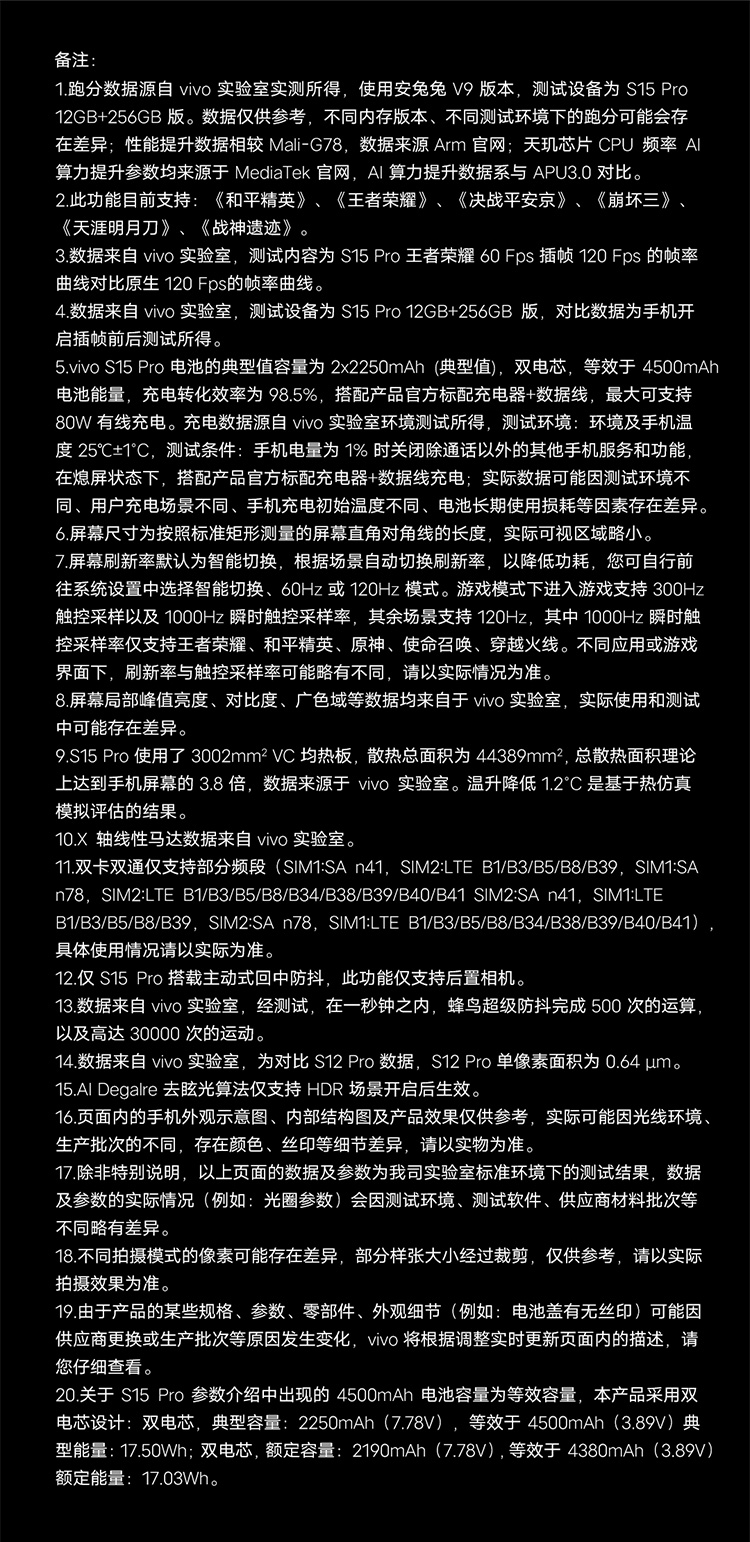 备注：
1.跑分数据源自 vivo 实验室实测所得，使用安兔兔 V9 版本，测试设备为 S15 Pro
12GB+256GB 版。数据仅供参考，不同内存版本、不同测试环境下的跑分可能会存
在差异；性能提升数据相较 Mali-G78，数据来源 Arm 官网；天玑芯片 CPU 频率 AI
算力提升参数均来源于 MediaTek 官网，AI 算力提升数据系与 APU3.0 对比。
2.此功能目前支持：《和平精英》、《王者荣耀》、《决战平安京》、《崩坏三》、
《天涯明月刀》、《战神遗迹》。
3.数据来自 vivo 实验室，测试内容为 S15 Pro 王者荣耀 60 Fps 插帧 120 Fps 的帧率
曲线对比原生 120 Fps的帧率曲线。
4.数据来自 vivo 实验室，测试设备为 S15 Pro 12GB+256GB 版，对比数据为手机开
启插帧前后测试所得。
5.vivo S15 Pro 电池的典型值容量为 2x2250mAh (典型值)，双电芯，等效于 4500mAh
电池能量，充电转化效率为 98.5%，搭配产品官方标配充电器+数据线，最大可支持
80W 有线充电。充电数据源自 vivo 实验室环境测试所得，测试环境：环境及手机温
度 25℃±1°C，测试条件：手机电量为 1% 时关闭除通话以外的其他手机服务和功能，
在熄屏状态下，搭配产品官方标配充电器+数据线充电；实际数据可能因测试环境不
同、用户充电场景不同、手机充电初始温度不同、电池长期使用损耗等因素存在差异。
6.屏幕尺寸为按照标准矩形测量的屏幕直角对角线的长度，实际可视区域略小。
7.屏幕刷新率默认为智能切换，根据场景自动切换刷新率，以降低功耗，您可自行前
往系统设置中选择智能切换、60Hz 或 120Hz 模式。游戏模式下进入游戏支持 300Hz
触控采样以及 1000Hz 瞬时触控采样率，其余场景支持 120Hz，其中 1000Hz 瞬时触
控采样率仅支持王者荣耀、和平精英、原神、使命召唤、穿越火线。不同应用或游戏
界面下，刷新率与触控采样率可能略有不同，请以实际情况为准。
8.屏幕局部峰值亮度、对比度、广色域等数据均来自于 vivo 实验室，实际使用和测试
中可能存在差异。
9.S15 Pro 使用了 3002mm² VC 均热板，散热总面积为 44389mm²，总散热面积理论
上达到手机屏幕的 3.8 倍，数据来源于 vivo 实验室。温升降低 1.2°C 是基于热仿真
模拟评估的结果。
10.X 轴线性马达数据来自 vivo 实验室。
11.双卡双通仅支持部分频段（SIM1:SA n41，SIM2:LTE B1/B3/B5/B8/B39，SIM1:SA
n78，SIM2:LTE B1/B3/B5/B8/B34/B38/B39/B40/B41 SIM2:SA n41，SIM1:LTE
B1/B3/B5/B8/B39，SIM2:SA n78，SIM1:LTE B1/B3/B5/B8/B34/B38/B39/B40/B41），
具体使用情况请以实际为准。
12.仅 S15 Pro 搭载主动式回中防抖，此功能仅支持后置相机。
13.数据来自 vivo 实验室，经测试，在一秒钟之内，蜂鸟超级防抖完成 500 次的运算，
以及高达 30000 次的运动。
14.数据来自 vivo 实验室，为对比 S12 Pro 数据，S12 Pro 单像素面积为 0.64 μm。
15.AI Degalre 去眩光算法仅支持 HDR 场景开启后生效。
16.页面内的手机外观示意图、内部结构图及产品效果仅供参考，实际可能因光线环境、
生产批次的不同，存在颜色、丝印等细节差异，请以实物为准。
17.除非特别说明，以上页面的数据及参数为我司实验室标准环境下的测试结果，数据
及参数的实际情况（例如：光圈参数）会因测试环境、测试软件、供应商材料批次等
不同略有差异。
18.不同拍摄模式的像素可能存在差异，部分样张大小经过裁剪，仅供参考，请以实际
拍摄效果为准。
19.由于产品的某些规格、参数、零部件、外观细节（例如：电池盖有无丝印）可能因
供应商更换或生产批次等原因发生变化，vivo 将根据调整实时更新页面内的描述，请
您仔细查看。
20.关于 S15 Pro 参数介绍中出现的 4500mAh 电池容量为等效容量，本产品采用双
电芯设计：双电芯，典型容量：2250mAh（7.78V），等效于 4500mAh（3.89V）典
型能量：17.50Wh；双电芯，额定容量：2190mAh（7.78V），等效于 4380mAh（3.89V）
额定能量：17.03Wh。